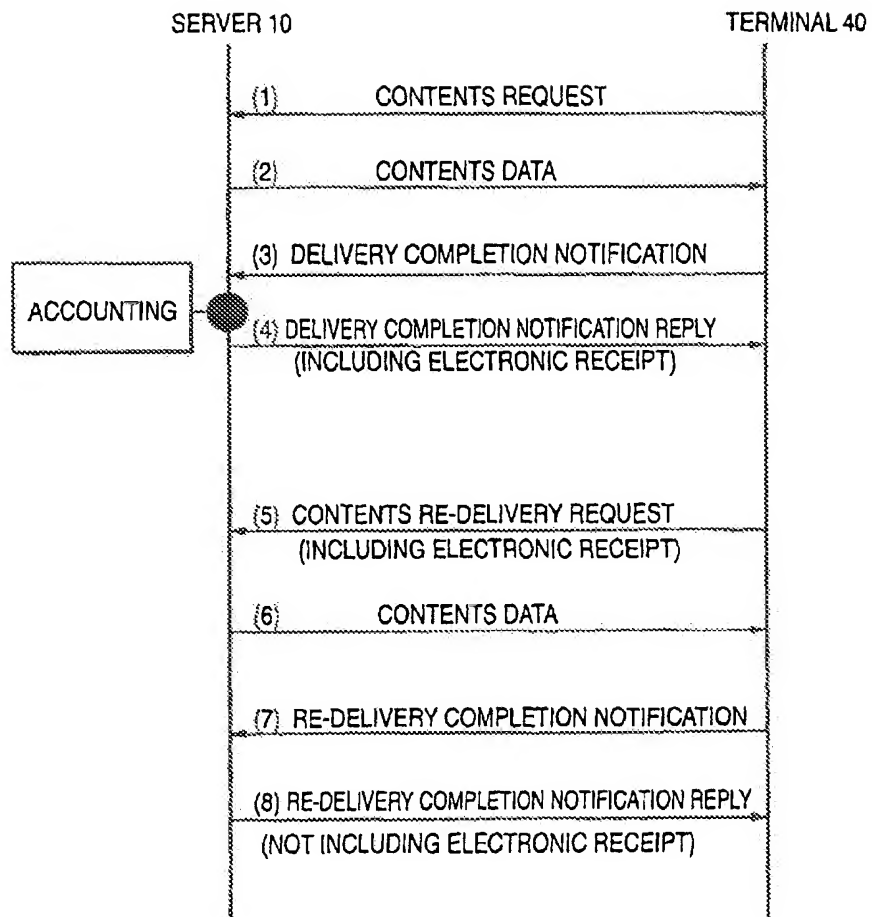 SERVER 10
TERMINAL 40
(1) CONTENTS REQUEST
(2) CONTENTS DATA
(3) DELIVERY COMPLETION NOTIFICATION
ACCOUNTING
(4) DELIVERY COMPLETION NOTIFICATION REPLY
(INCLUDING ELECTRONIC RECEIPT)
(5) CONTENTS RE-DELIVERY REQUEST
(INCLUDING ELECTRONIC RECEIPT)
(6) CONTENTS DATA
(7) RE-DELIVERY COMPLETION NOTIFICATION
(8) RE-DELIVERY COMPLETION NOTIFICATION REPLY
(NOT INCLUDING ELECTRONIC RECEIPT)